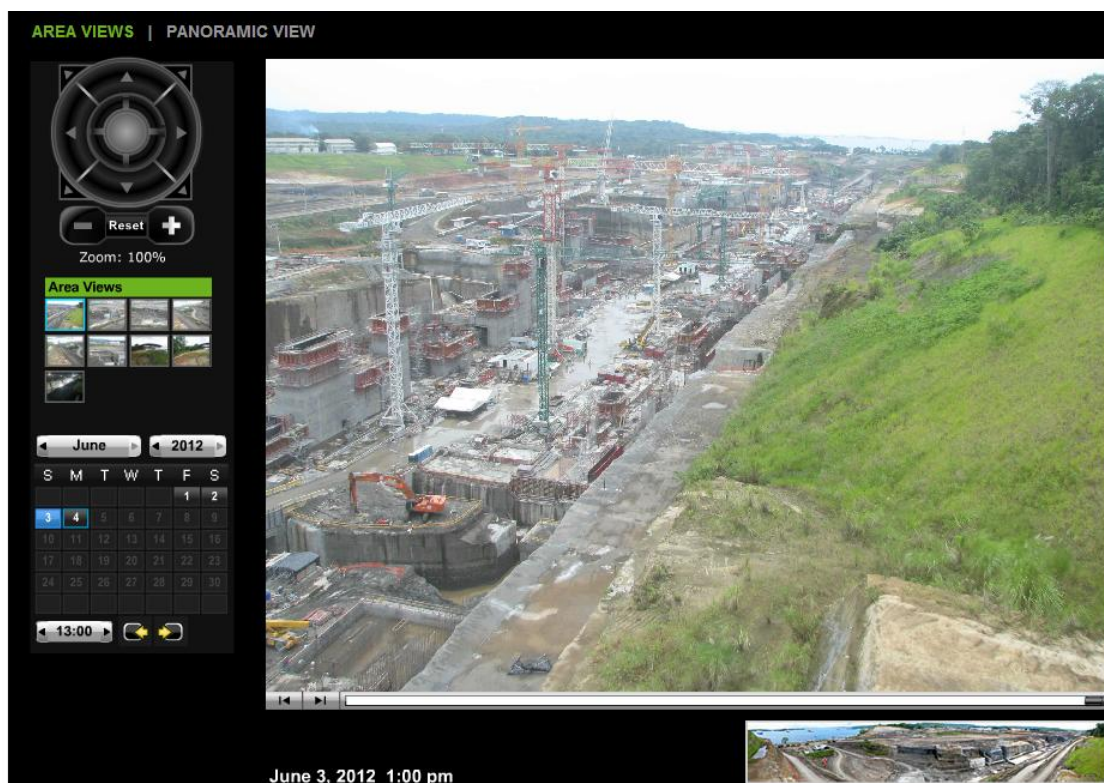 AREA VIEWS | PANORAMIC VIEW
Reset
Zoom: 100%
Area Views
June 2012
S M T W T F S
1 2
3 4 5 6 7 8 9
10 11 12 13 14 15 16
17 18 19 20 21 22 23
24 25 26 27 28 29 30
13:00
June 3, 2012 1:00 pm